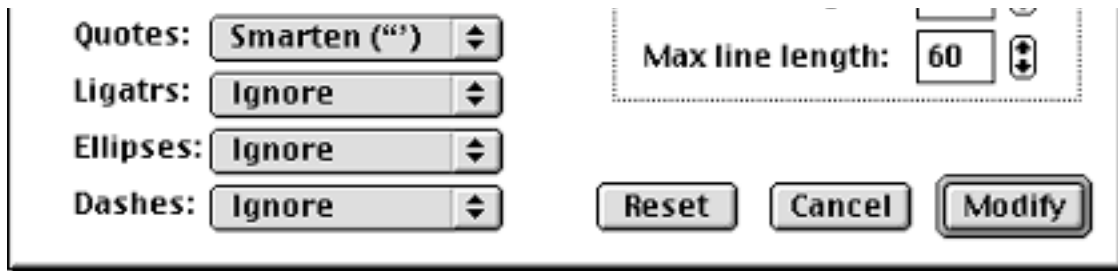 Quotes: Smarten (“’)
Ligatrs: Ignore
Ellipses: Ignore
Dashes: Ignore
Max line length: 60
Reset Cancel Modify